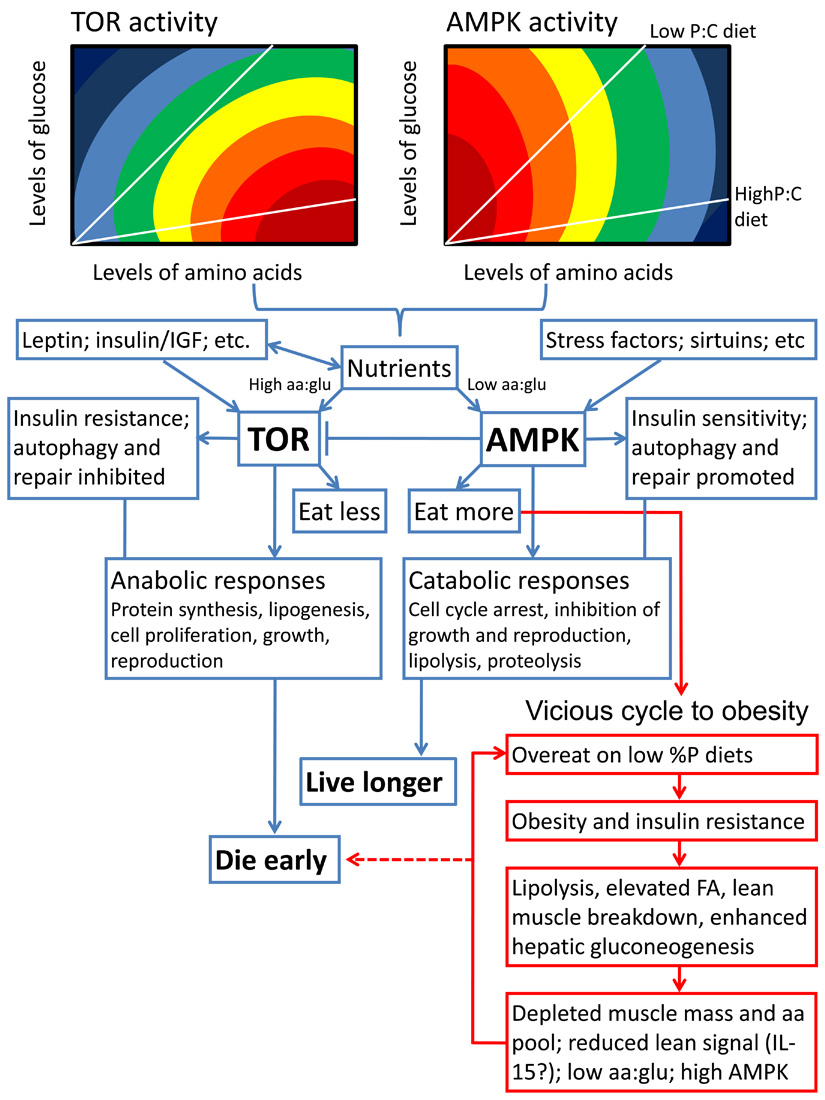 TOR activity
AMPK activity
Low P:C diet
Levels of glucose
Levels of glucose
HighP:C
diet
Levels of amino acids
Levels of amino acids
Leptin; insulin/IGF; etc.
Nutrients
Stress factors; sirtuins; etc
High aa:glu
Low aa:glu
Insulin resistance;
autophagy and
repair inhibited
TOR
AMPK
Insulin sensitivity;
autophagy and
repair promoted
Eat less
Eat more
Anabolic responses
Protein synthesis, lipogenesis,
cell proliferation, growth,
reproduction
Catabolic responses
Cell cycle arrest, inhibition of
growth and reproduction,
lipolysis, proteolysis
Vicious cycle to obesity
Overeat on low %P diets
Live longer
Obesity and insulin resistance
Die early
Lipolysis, elevated FA, lean
muscle breakdown, enhanced
hepatic gluconeogenesis
Depleted muscle mass and aa
pool; reduced lean signal (IL-
15?); low aa:glu; high AMPK